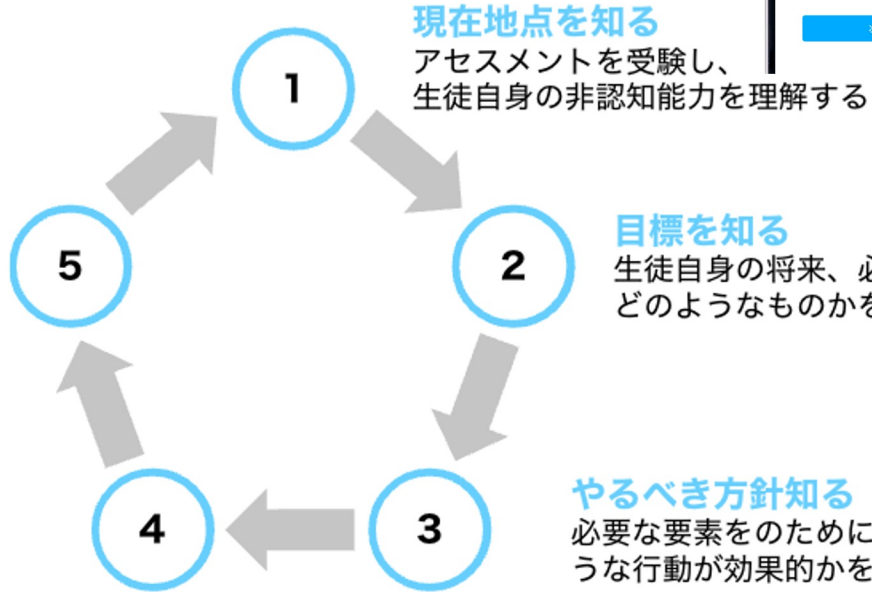 現在地点を知る
アセスメントを受験し、
生徒自身の非認知能力を理解する
1
2
目標を知る
生徒自身の将来、
どのようなものかを
5
やるべき方針知る
必要な要素をのために
うな行動が効果的かを
4
3